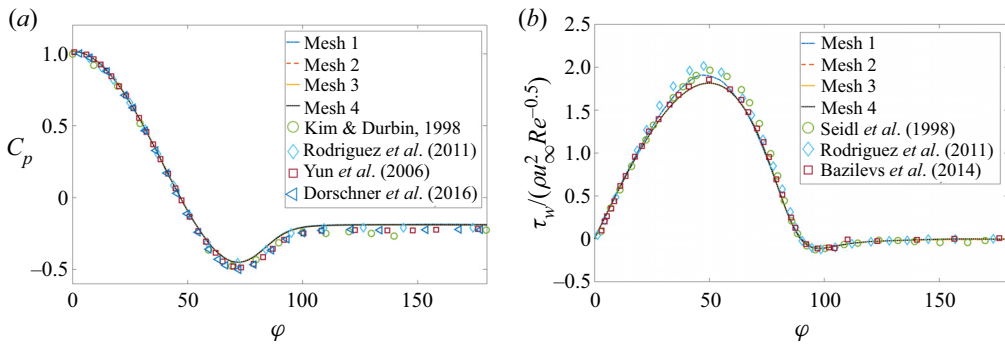 (a)
1.0
0.5
0
−0.5
C_p
0
50
100
150
φ
Mesh 1
Mesh 2
Mesh 3
Mesh 4
Kim & Durbin, 1998
Rodriguez et al. (2011)
Yun et al. (2006)
Dorschner et al. (2016)
(b)
2.5
2.0
1.5
1.0
0.5
0
−0.5
τ_w/(ρu²_∞ Re^−0.5)
0
50
100
150
φ
Mesh 1
Mesh 2
Mesh 3
Mesh 4
Seidl et al. (1998)
Rodriguez et al. (2011)
Bazilevs et al. (2014)